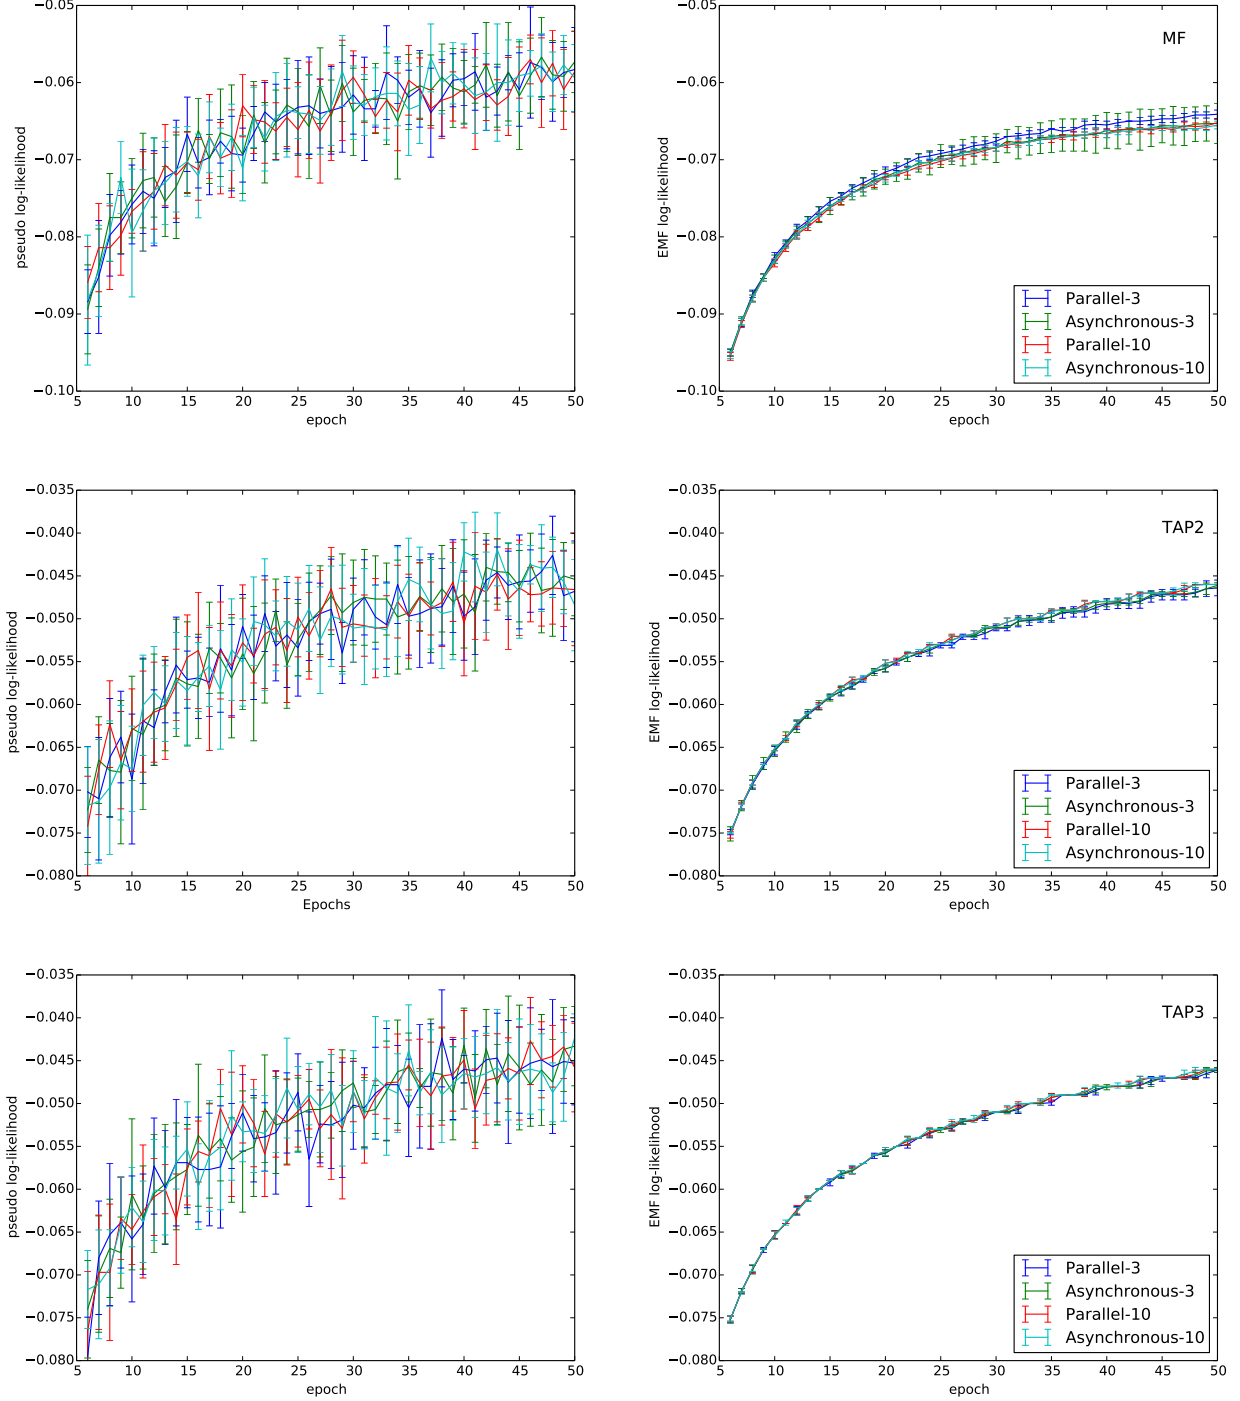 −0.05
−0.06
−0.07
−0.08
−0.09
−0.10
pseudo log-likelihood
5 10 15 20 25 30 35 40 45 50
epoch
−0.05
−0.06
−0.07
−0.08
−0.09
−0.10
EMF log-likelihood
MF
Parallel-3
Asynchronous-3
Parallel-10
Asynchronous-10
5 10 15 20 25 30 35 40 45 50
epoch
−0.035
−0.040
−0.045
−0.050
−0.055
−0.060
−0.065
−0.070
−0.075
−0.080
pseudo log-likelihood
5 10 15 20 25 30 35 40 45 50
Epochs
−0.035
−0.040
−0.045
−0.050
−0.055
−0.060
−0.065
−0.070
−0.075
−0.080
EMF log-likelihood
TAP2
Parallel-3
Asynchronous-3
Parallel-10
Asynchronous-10
5 10 15 20 25 30 35 40 45 50
epoch
−0.035
−0.040
−0.045
−0.050
−0.055
−0.060
−0.065
−0.070
−0.075
−0.080
pseudo log-likelihood
5 10 15 20 25 30 35 40 45 50
epoch
−0.035
−0.040
−0.045
−0.050
−0.055
−0.060
−0.065
−0.070
−0.075
−0.080
EMF log-likelihood
TAP3
Parallel-3
Asynchronous-3
Parallel-10
Asynchronous-10
5 10 15 20 25 30 35 40 45 50
epoch